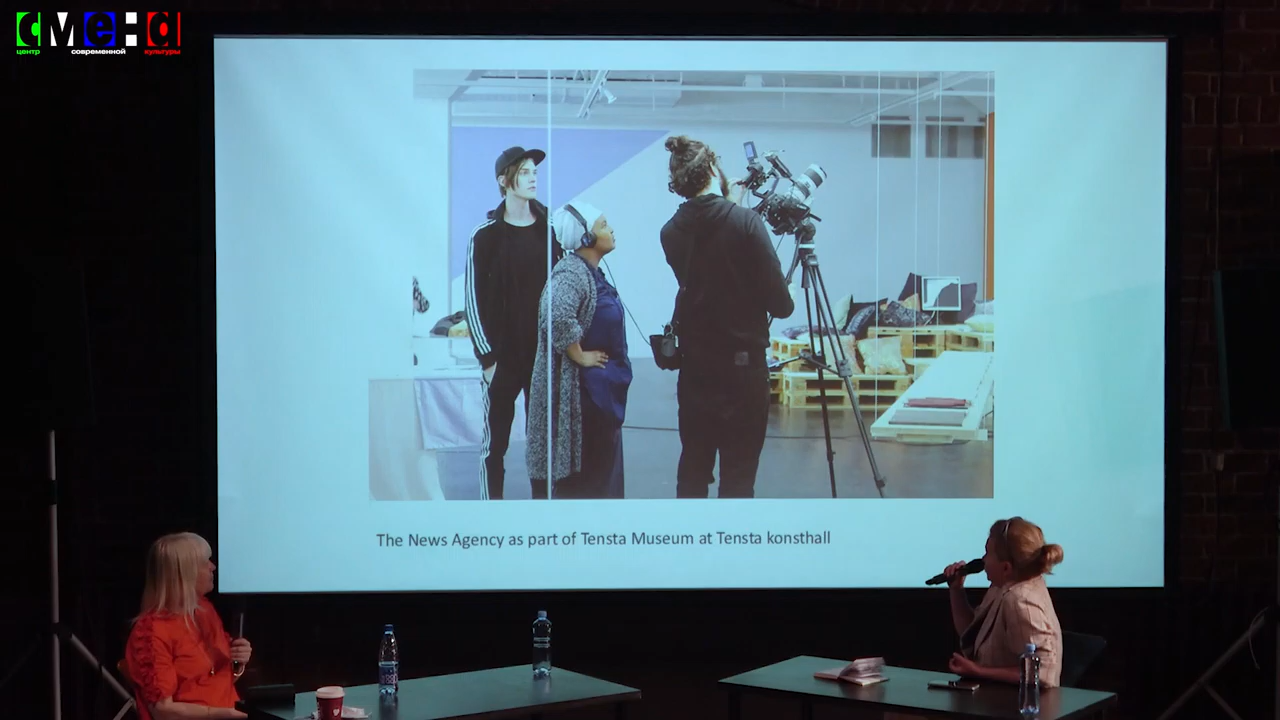 смена
центр современной культуры
The News Agency as part of Tensta Museum at Tensta konsthall